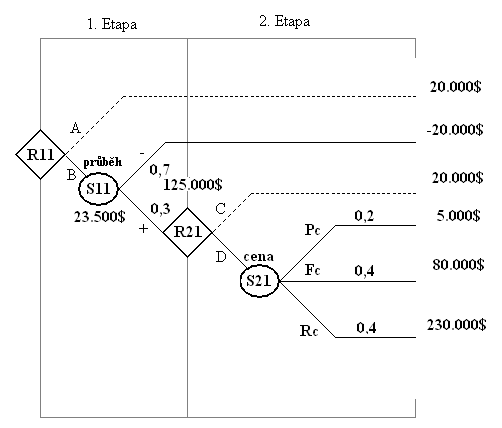 1. Etapa
2. Etapa
20.000$
A
-20.000$
R11
průběh
-
B
S11
0,7
125.000$
20.000$
23.500$
0,3
C
0,2
5.000$
+
R21
Pc
D
cena
Fc
0,4
80.000$
S21
Rc
0,4
230.000$